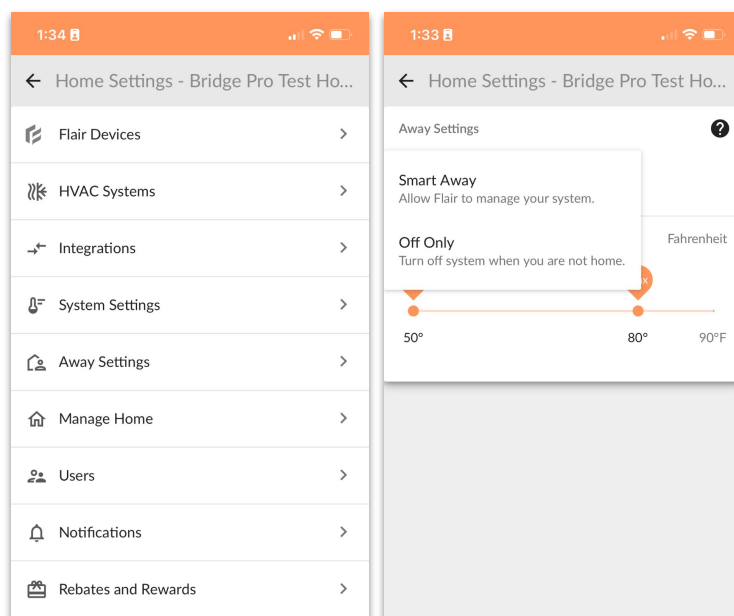 1:34
Home Settings - Bridge Pro Test Ho...
Flair Devices
HVAC Systems
Integrations
System Settings
Away Settings
Manage Home
Users
Notifications
Rebates and Rewards
1:33
Home Settings - Bridge Pro Test Ho...
Away Settings
Smart Away
Allow Flair to manage your system.
Off Only
Turn off system when you are not home.
Fahrenheit
50°
80°
90°F